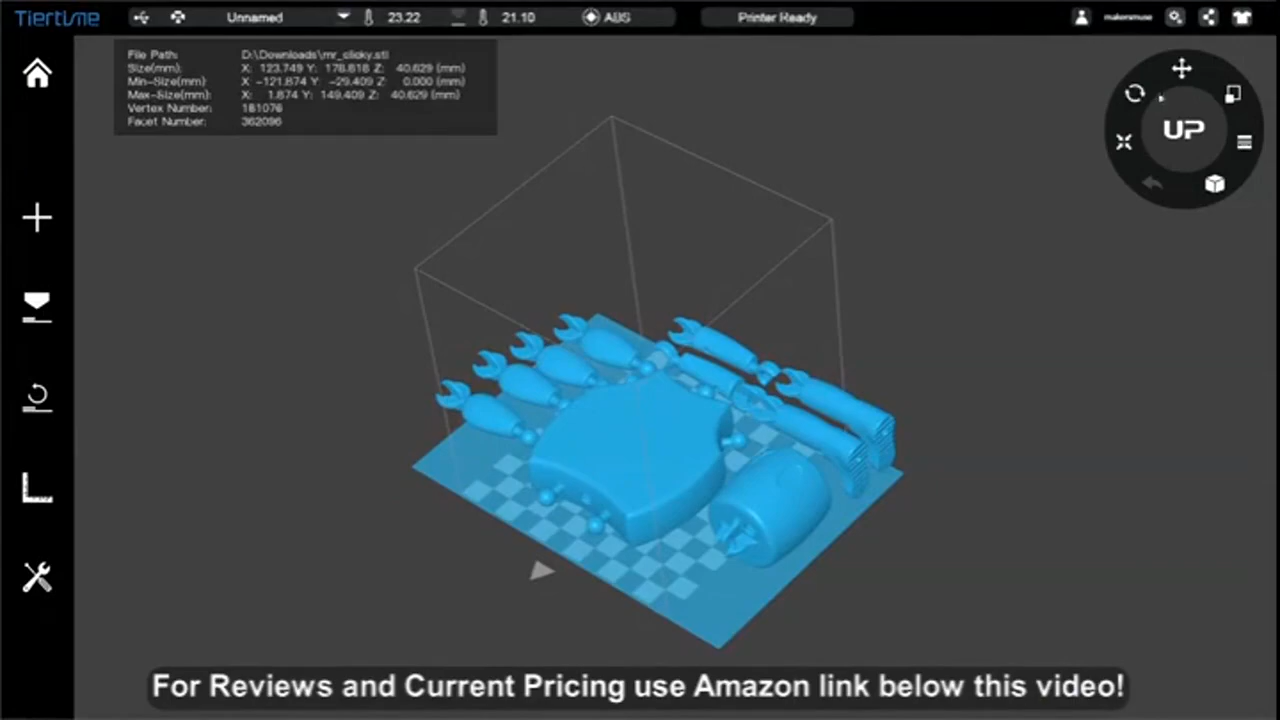 Tiertime Unnamed 23.22 21.10 ABS Printer Ready makersmuse
File Path: D:\Downloads\mr_clicky.stl
Size(mm): X: 123.749 Y: 178.818 Z: 40.629 (mm)
Min-Size(mm) X -121.874 Y: -29.409 Z: 0.000 (mm)
Max-Size(mm): X: 1.874 Y: 149.409 Z: 40.629 (mm)
Vertex Number: 181076
Facet Number: 362096
UP
For Reviews and Current Pricing use Amazon link below this video!